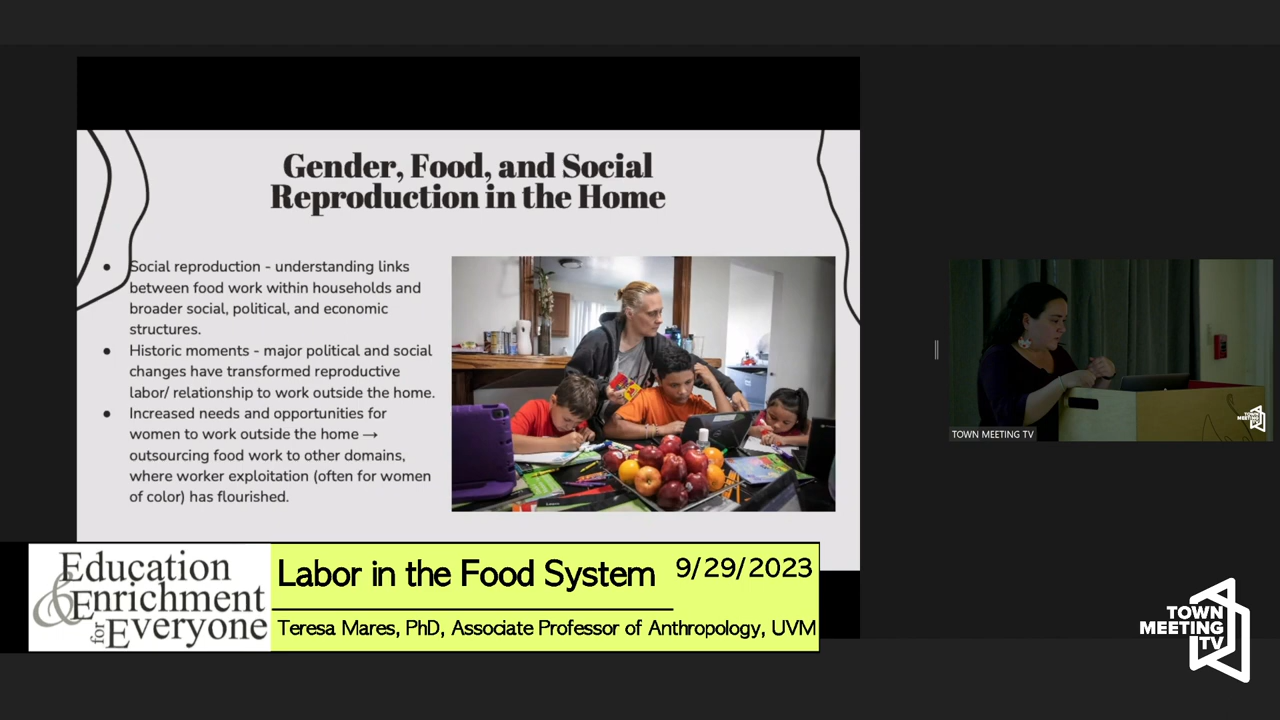 Gender, Food, and Social
Reproduction in the Home
● Social reproduction - understanding links
between food work within households and
broader social, political, and economic
structures.
● Historic moments - major political and social
changes have transformed reproductive
labor/ relationship to work outside the home.
● Increased needs and opportunities for
women to work outside the home →
outsourcing food work to other domains,
where worker exploitation (often for women
of color) has flourished.
TOWN
MEETING
TV
TOWN MEETING TV
Education
& Enrichment
for Everyone
Labor in the Food System
9/29/2023
Teresa Mares, PhD, Associate Professor of Anthropology, UVM
TOWN
MEETING
TV